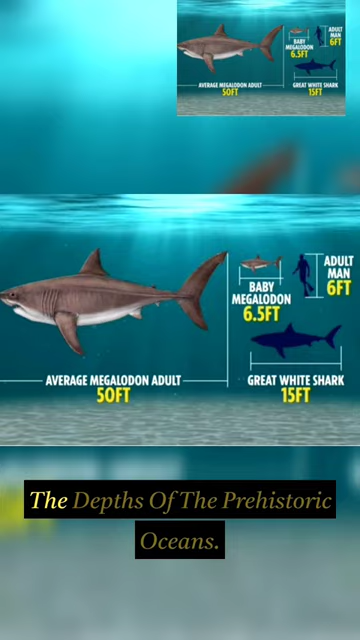 BABY
MEGALODON
6.5FT
ADULT
MAN
6FT
AVERAGE MEGALODON ADULT
50FT
GREAT WHITE SHARK
15FT
ADULT
MAN
6FT
BABY
MEGALODON
6.5FT
AVERAGE MEGALODON ADULT
50FT
GREAT WHITE SHARK
15FT
The Depths Of The Prehistoric
Oceans.